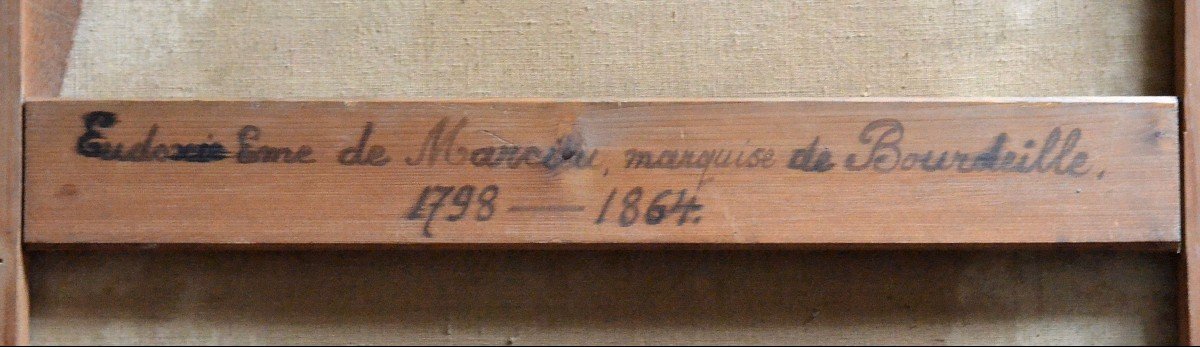 Eudoxie Eme de Marcieu, marquise de Bourdeille.
1798 — 1864.